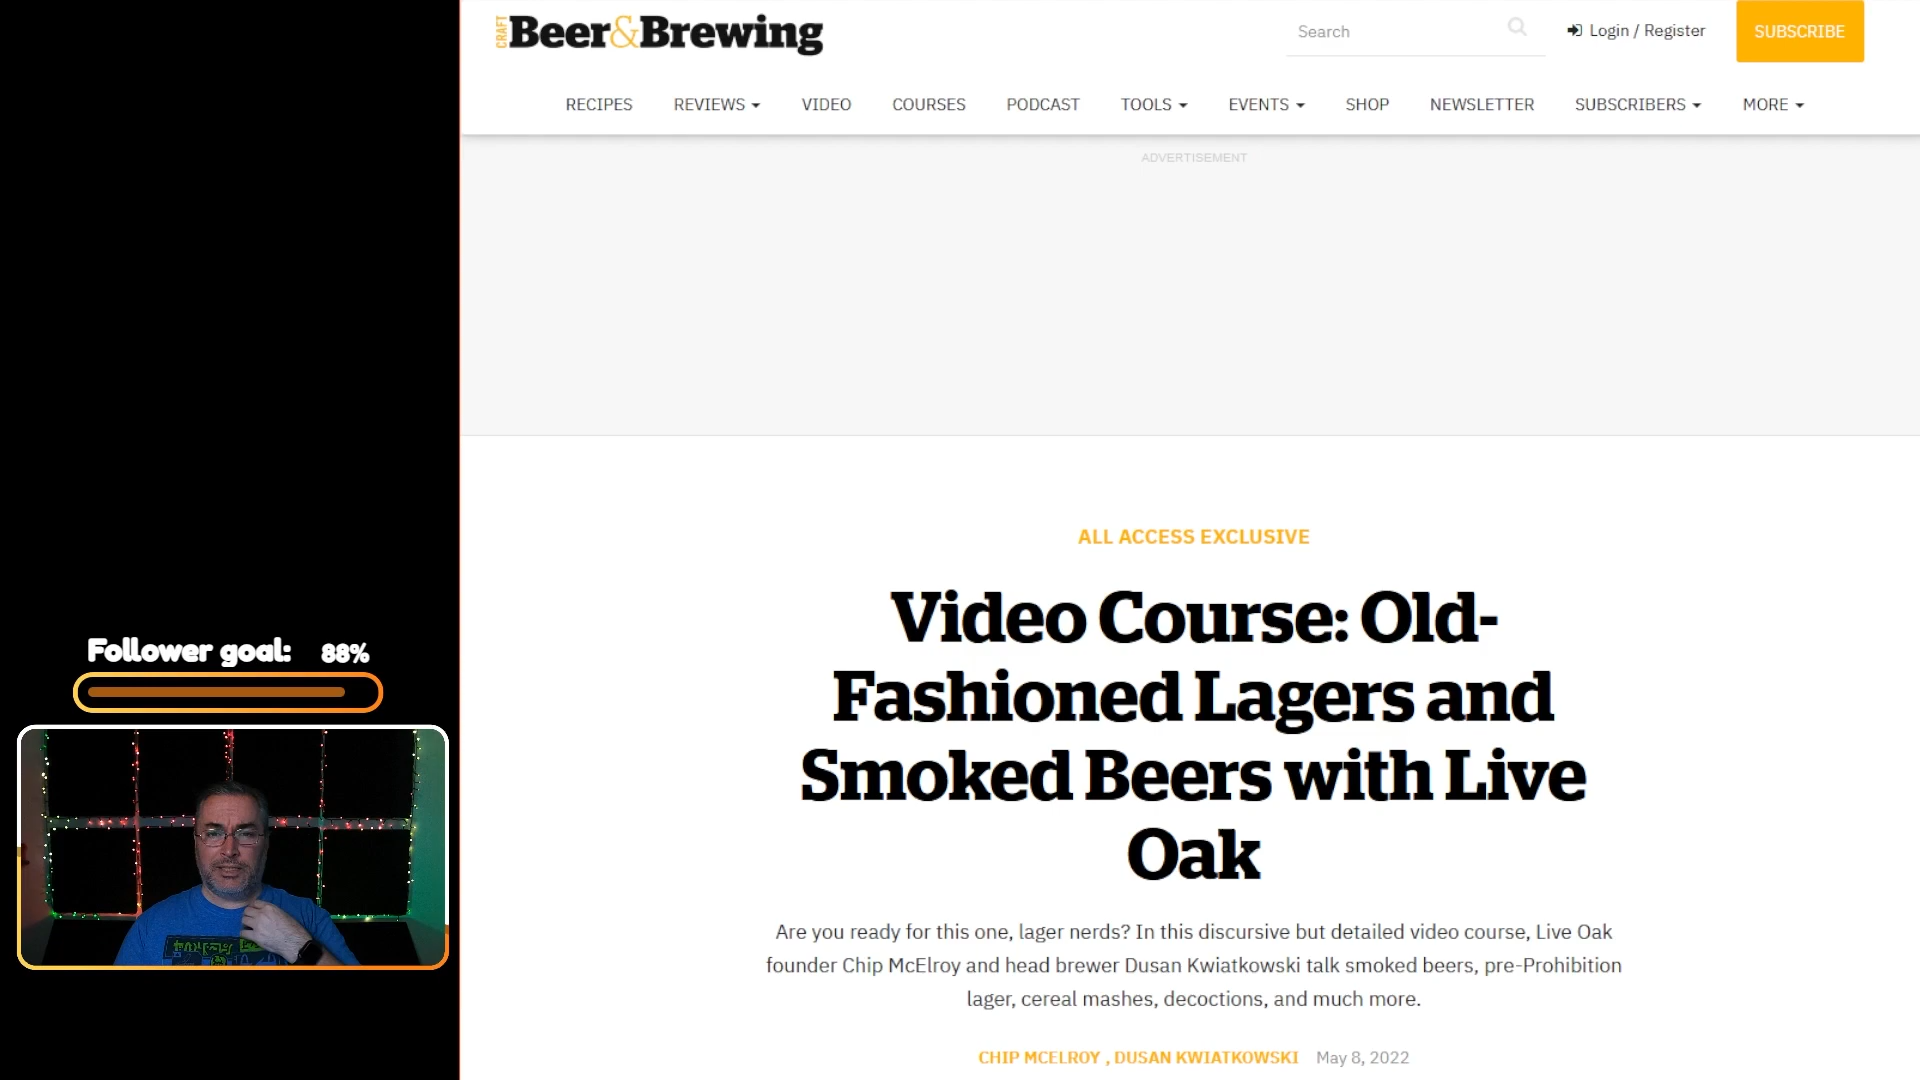 CRAFT
Beer&Brewing
Search
Login / Register
SUBSCRIBE
RECIPES REVIEWS VIDEO COURSES PODCAST TOOLS EVENTS SHOP NEWSLETTER SUBSCRIBERS MORE
ADVERTISEMENT
ALL ACCESS EXCLUSIVE
Video Course: Old-
Fashioned Lagers and
Smoked Beers with Live
Oak
Are you ready for this one, lager nerds? In this discursive but detailed video course, Live Oak
founder Chip McElroy and head brewer Dusan Kwiatkowski talk smoked beers, pre-Prohibition
lager, cereal mashes, decoctions, and much more.
CHIP MCELROY , DUSAN KWIATKOWSKI May 8, 2022
Follower goal: 88%